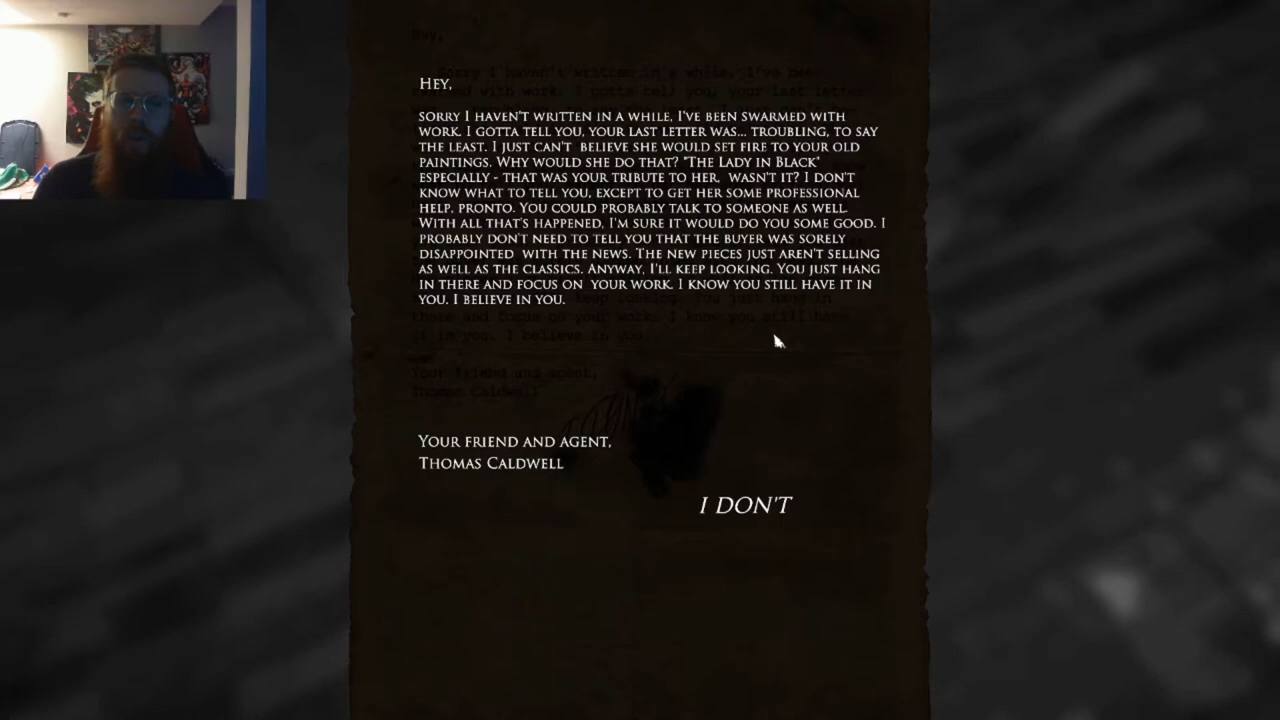 HEY,
SORRY I HAVEN'T WRITTEN IN A WHILE, I'VE BEEN SWARMED WITH
WORK. I GOTTA TELL YOU, YOUR LAST LETTER WAS... TROUBLING, TO SAY
THE LEAST. I JUST CAN'T BELIEVE SHE WOULD SET FIRE TO YOUR OLD
PAINTINGS. WHY WOULD SHE DO THAT? "THE LADY IN BLACK"
ESPECIALLY - THAT WAS YOUR TRIBUTE TO HER, WASN'T IT? I DON'T
KNOW WHAT TO TELL YOU, EXCEPT TO GET HER SOME PROFESSIONAL
HELP, PRONTO. YOU COULD PROBABLY TALK TO SOMEONE AS WELL.
WITH ALL THAT'S HAPPENED, I'M SURE IT WOULD DO YOU SOME GOOD. I
PROBABLY DON'T NEED TO TELL YOU THAT THE BUYER WAS SORELY
DISAPPOINTED WITH THE NEWS. THE NEW PIECES JUST AREN'T SELLING
AS WELL AS THE CLASSICS. ANYWAY, I'LL KEEP LOOKING. YOU JUST HANG
IN THERE AND FOCUS ON YOUR WORK. I KNOW YOU STILL HAVE IT IN
YOU. I BELIEVE IN YOU.
YOUR FRIEND AND AGENT,
THOMAS CALDWELL
I DON'T